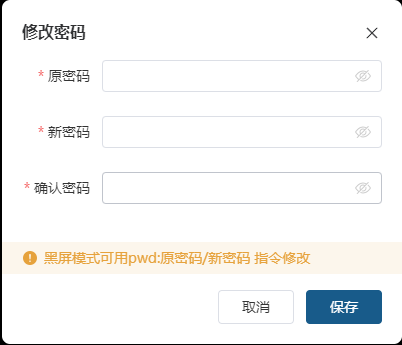 修改密码
* 原密码
* 新密码
* 确认密码
黑屏模式可用pwd:原密码/新密码 指令修改
取消 保存